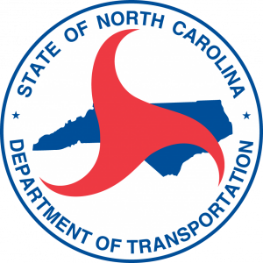 STATE OF NORTH CAROLINA
DEPARTMENT OF TRANSPORTATION